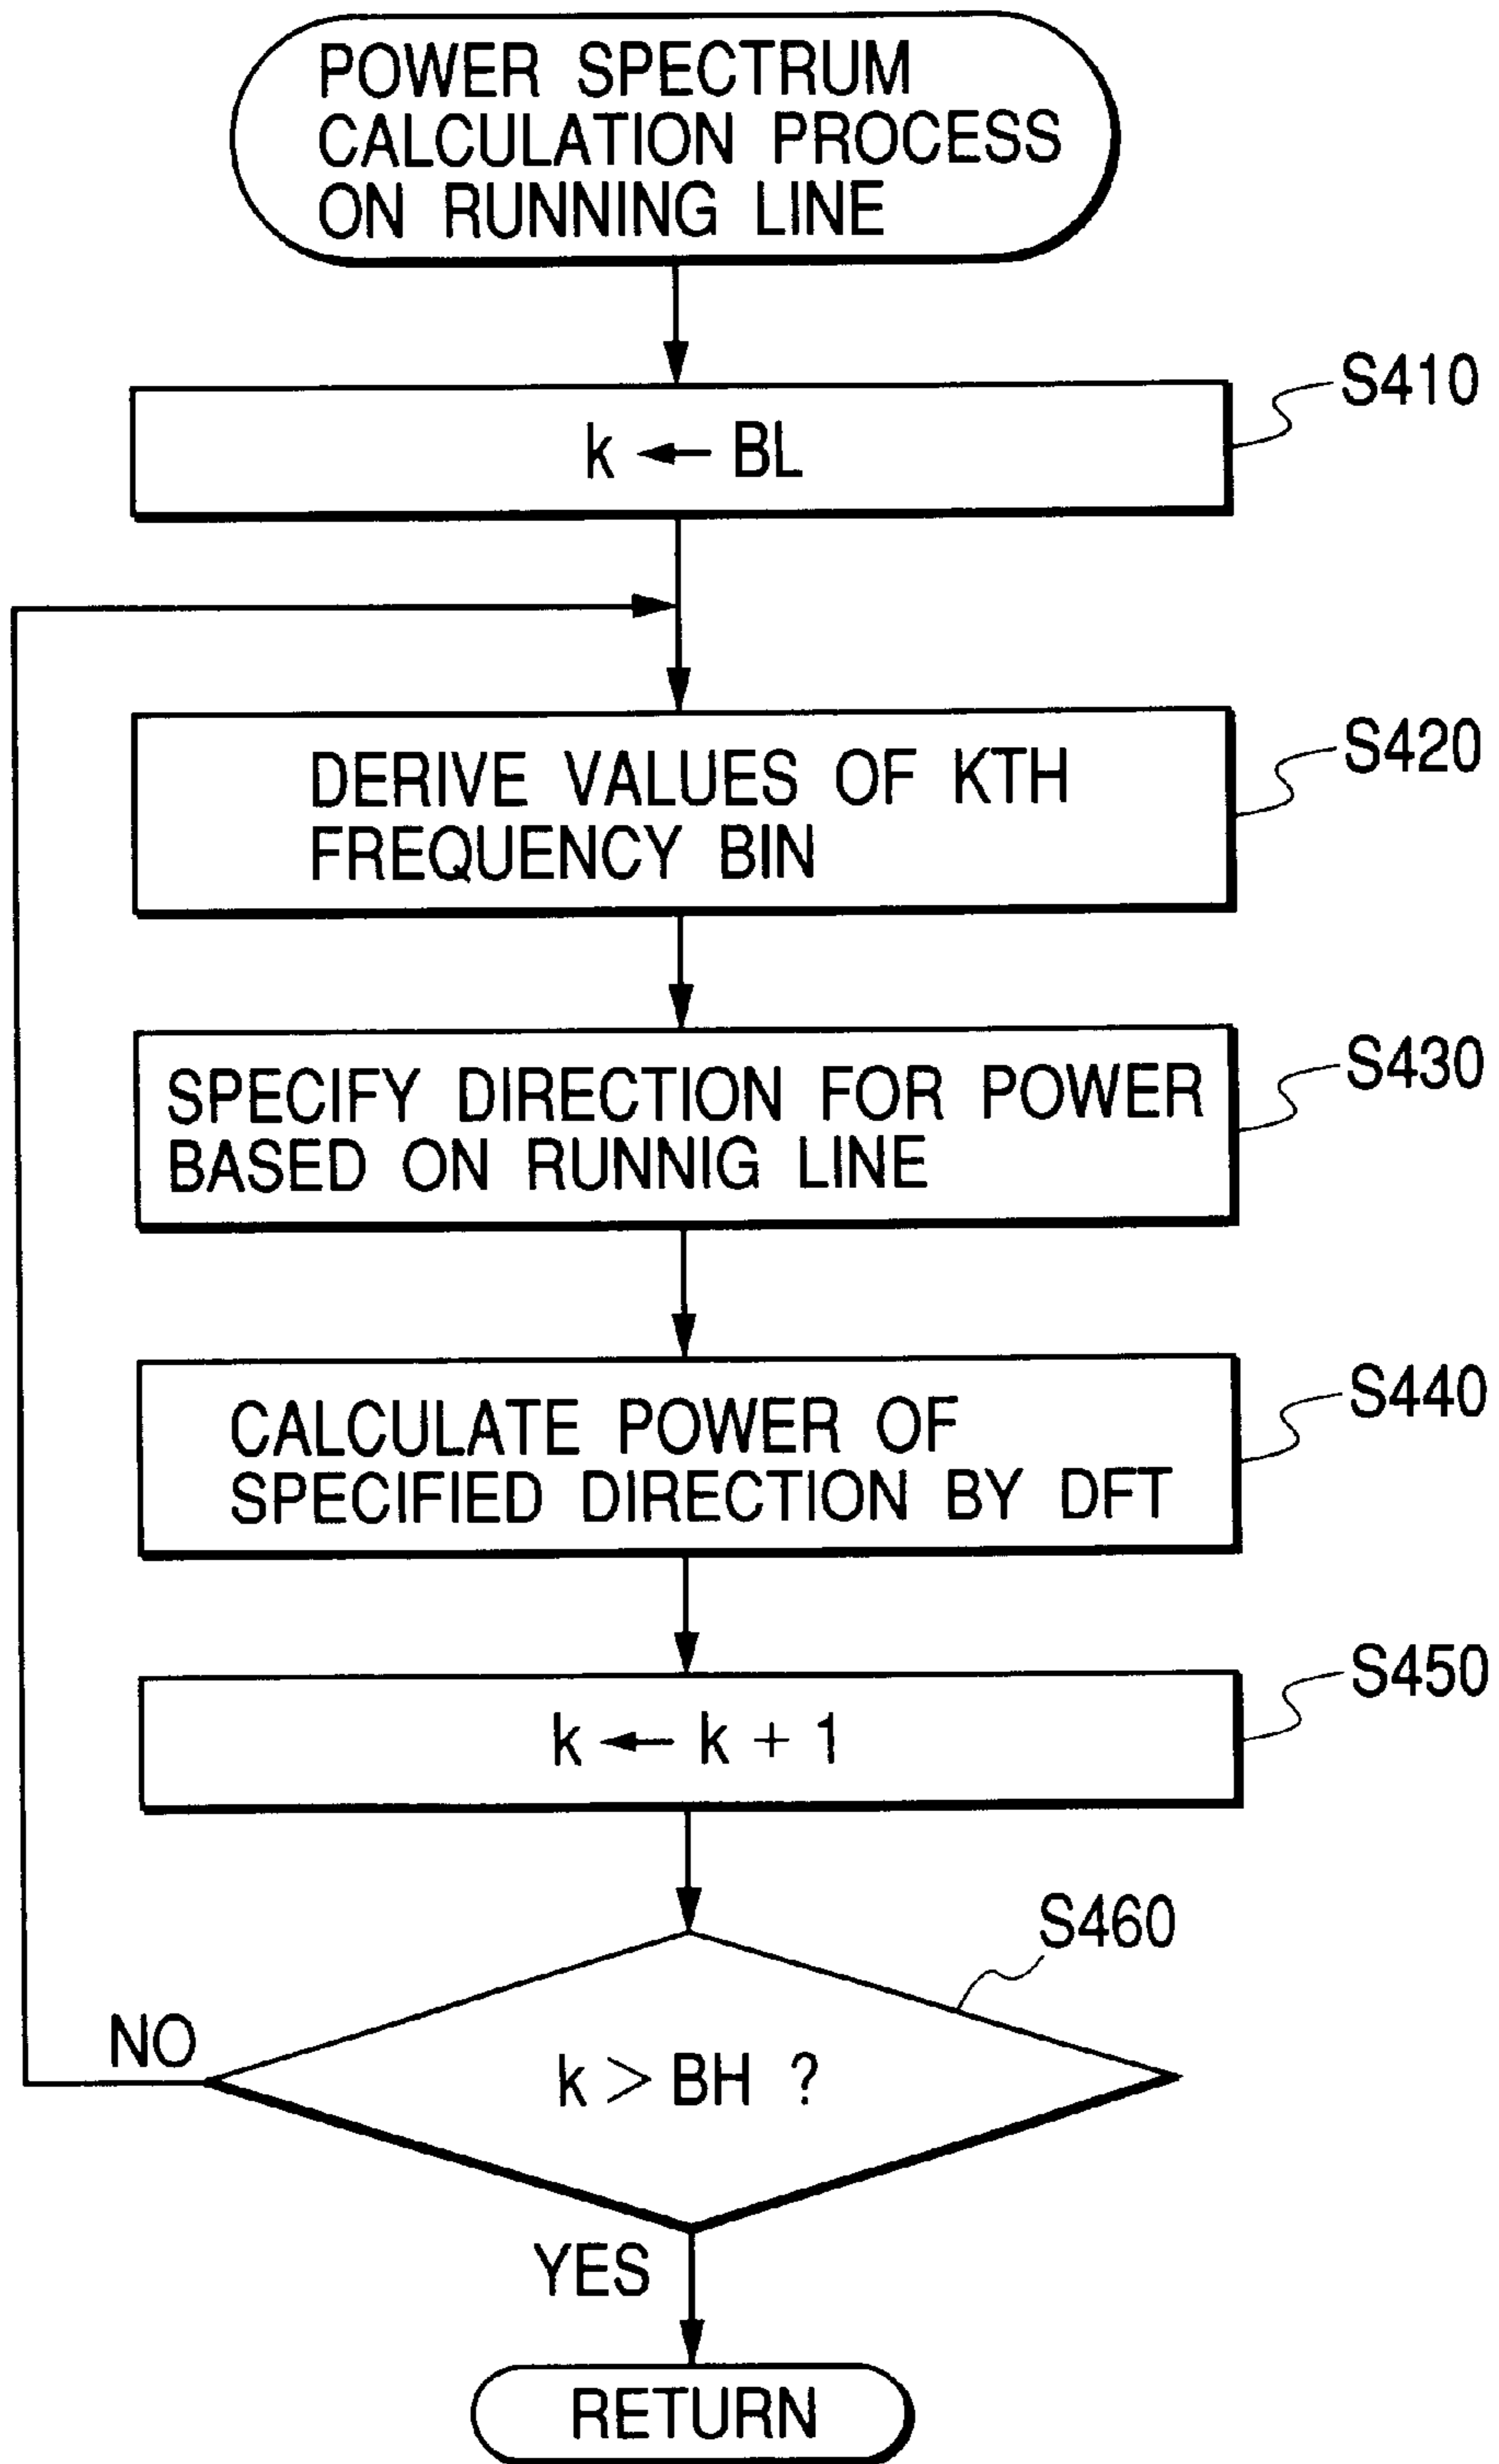 POWER SPECTRUM
CALCULATION PROCESS
ON RUNNING LINE
S410
k ← BL
S420
DERIVE VALUES OF KTH
FREQUENCY BIN
S430
SPECIFY DIRECTION FOR POWER
BASED ON RUNNIG LINE
S440
CALCULATE POWER OF
SPECIFIED DIRECTION BY DFT
S450
k ← k + 1
S460
NO
k > BH ?
YES
RETURN